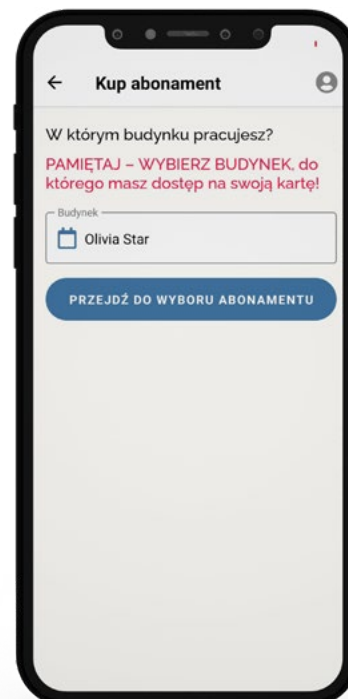 Kup abonament
W którym budynku pracujesz?
PAMIĘTAJ – WYBIERZ BUDYNEK, do
którego masz dostęp na swoją kartę!
Budynek
Olivia Star
PRZEJDŹ DO WYBORU ABONAMENTU